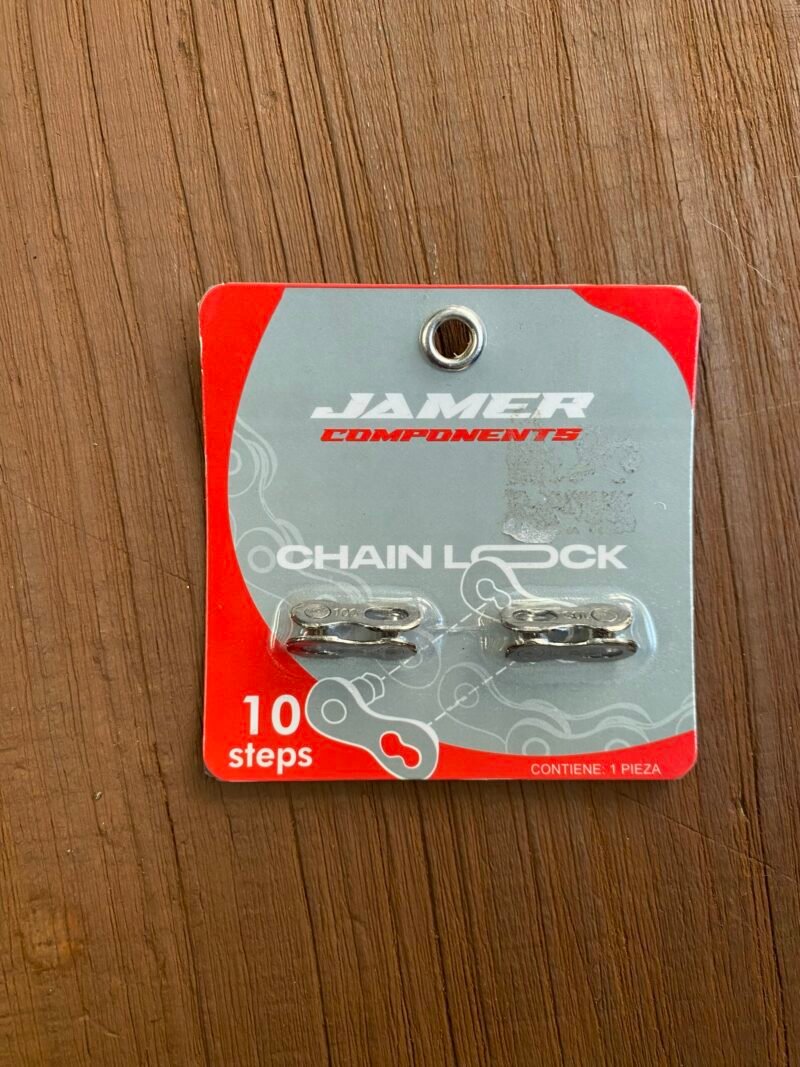 JAMER
COMPONENTS
CHAIN LOCK
10
steps
CONTIENE: 1 PIEZA